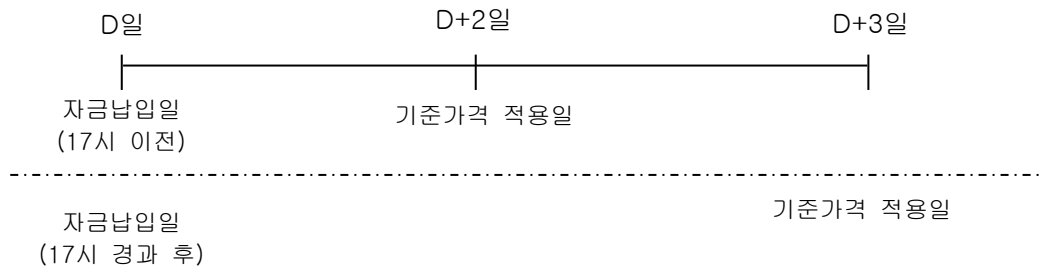 D일 D+2일 D+3일
자금납입일 기준가격 적용일
(17시 이전)
기준가격 적용일
자금납입일
(17시 경과 후)